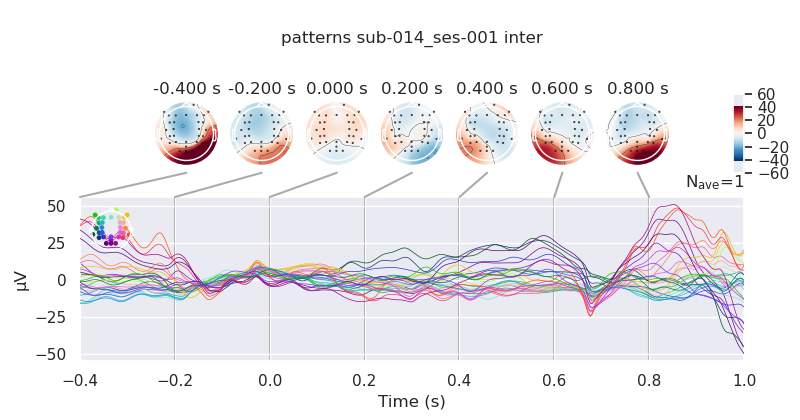 patterns sub-014_ses-001 inter
-0.400 s -0.200 s 0.000 s 0.200 s 0.400 s 0.600 s 0.800 s
60
40
20
0
−20
−40
−60
Nave=1
50
25
0
−25
−50
µV
−0.4 −0.2 0.0 0.2 0.4 0.6 0.8 1.0
Time (s)